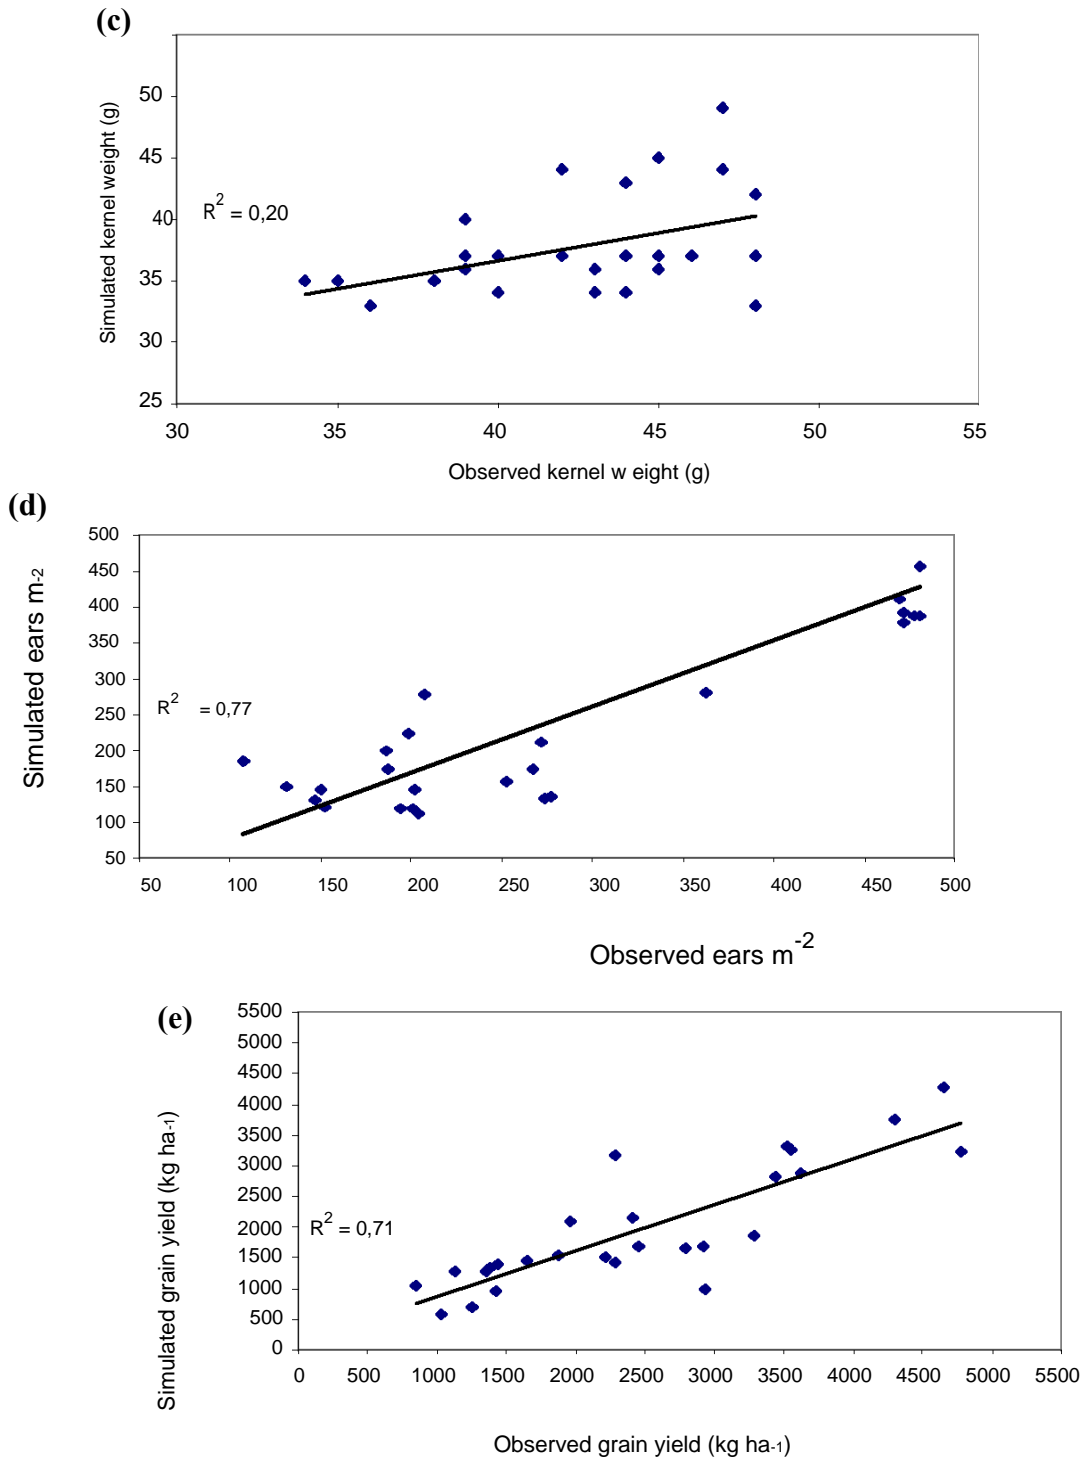 (c)
Simulated kernel weight (g)
50
45
40
35
30
25
R2 = 0,20
30 35 40 45 50 55
Observed kernel w eight (g)
(d)
Simulated ears m-2
500
450
400
350
300
250
200
150
100
50
R2 = 0,77
50 100 150 200 250 300 350 400 450 500
Observed ears m-2
(e)
Simulated grain yield (kg ha-1)
5500
5000
4500
4000
3500
3000
2500
2000
1500
1000
500
0
R2 = 0,71
0 500 1000 1500 2000 2500 3000 3500 4000 4500 5000 5500
Observed grain yield (kg ha-1)